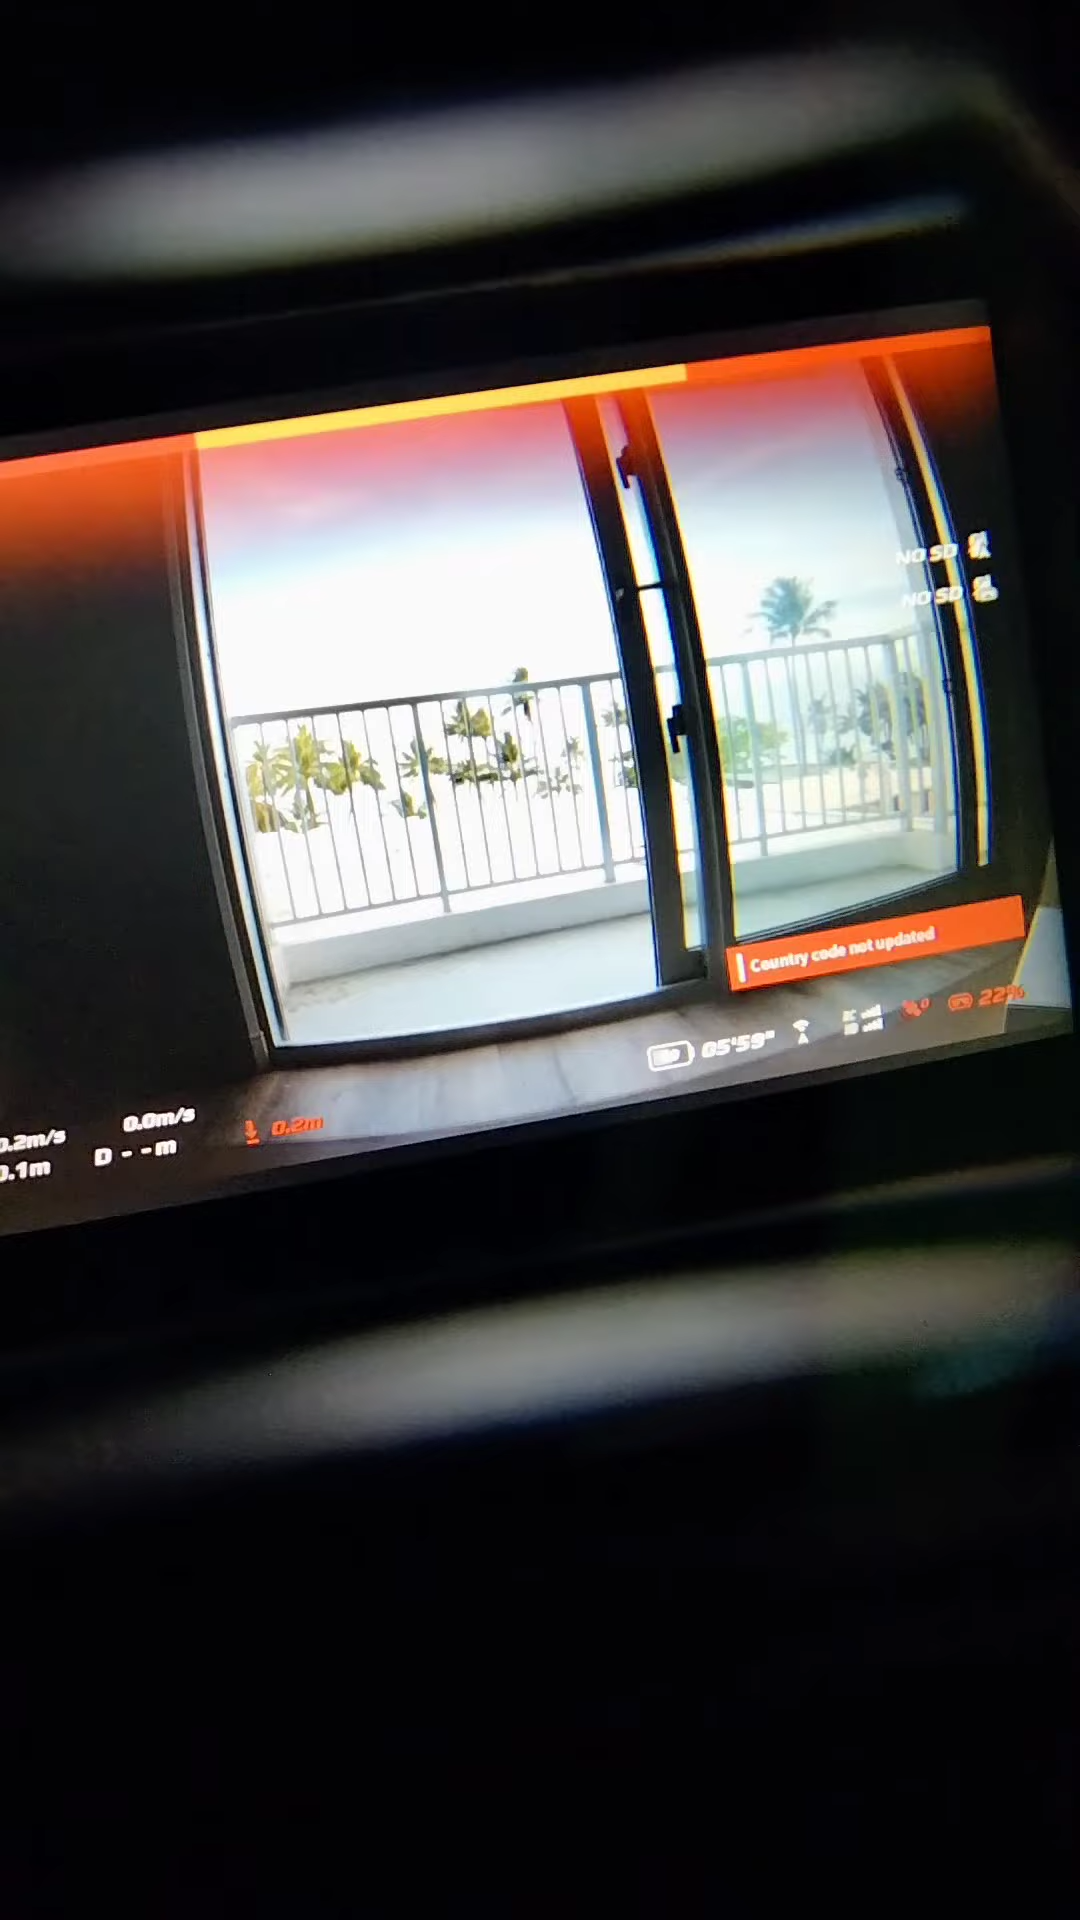 NO SD
NO SD
Country code not updated
05'59" 0 22%
0.2m/s 0.0m/s 0.2m
0.1m D --m